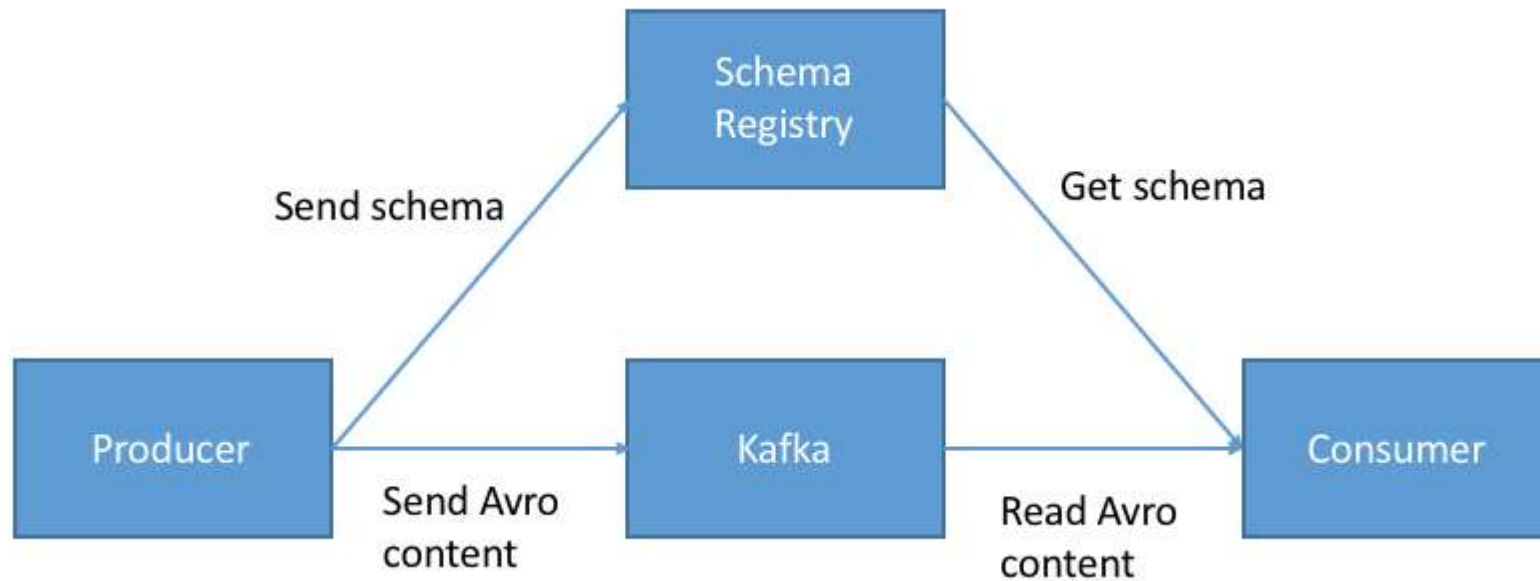 Schema
Registry
Send schema
Get schema
Producer
Kafka
Consumer
Send Avro
content
Read Avro
content